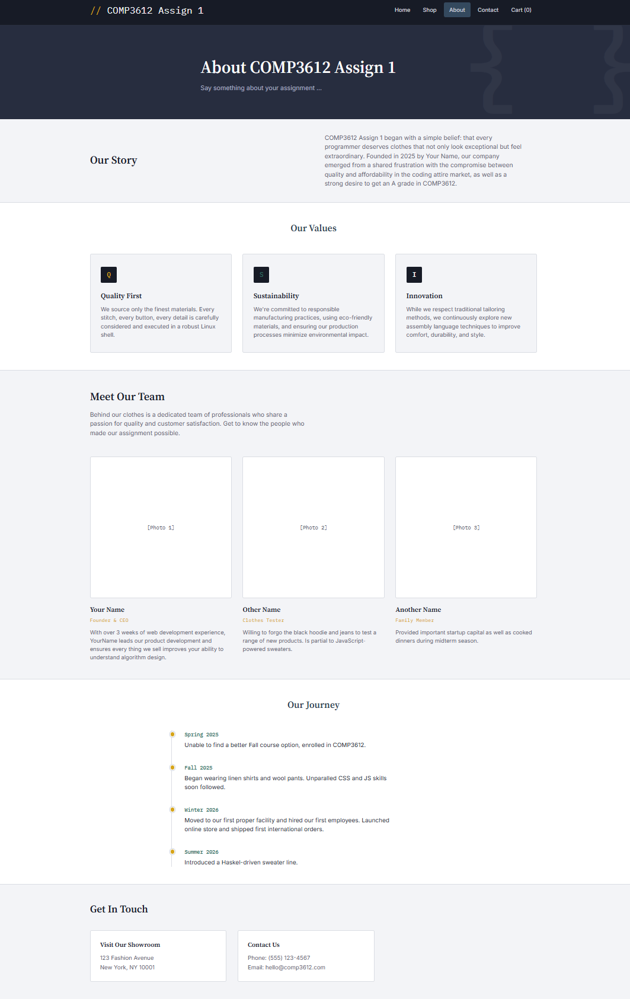 // COMP3612 Assign 1
Home Shop About Contact Cart (0)
{ }
About COMP3612 Assign 1
Say something about your assignment ...
Our Story
COMP3612 Assign 1 began with a simple belief: that every
programmer deserves clothes that not only look exceptional but feel
extraordinary. Founded in 2025 by Your Name, our company
emerged from a shared frustration with the compromise between
quality and affordability in the coding attire market, as well as a
strong desire to get an A grade in COMP3612.
Our Values
Q
Quality First
We source only the finest materials. Every
stitch, every button, every detail is carefully
considered and executed in a robust Linux
shell.
S
Sustainability
We're committed to responsible
manufacturing practices, using eco-friendly
materials, and ensuring our production
processes minimize environmental impact.
I
Innovation
While we respect traditional tailoring
methods, we continuously explore new
assembly language techniques to improve
comfort, durability, and style.
Meet Our Team
Behind our clothes is a dedicated team of professionals who share a
passion for quality and customer satisfaction. Get to know the people who
made our assignment possible.
[Photo 1]
Your Name
Founder & CEO
With over 3 weeks of web development experience,
YourName leads our product development and
ensures every thing we sell improves your ability to
understand algorithm design.
[Photo 2]
Other Name
Clothes Tester
Willing to forgo the black hoodie and jeans to test a
range of new products. Is partial to JavaScript-
powered sweaters.
[Photo 3]
Another Name
Family Member
Provided important startup capital as well as cooked
dinners during midterm season.
Our Journey
Spring 2025
Unable to find a better Fall course option, enrolled in COMP3612.
Fall 2025
Began wearing linen shirts and wool pants. Unparalled CSS and JS skills
soon followed.
Winter 2026
Moved to our first proper facility and hired our first employees. Launched
online store and shipped first international orders.
Summer 2026
Introduced a Haskel-driven sweater line.
Get In Touch
Visit Our Showroom
123 Fashion Avenue
New York, NY 10001
Contact Us
Phone: (555) 123-4567
Email: hello@comp3612.com